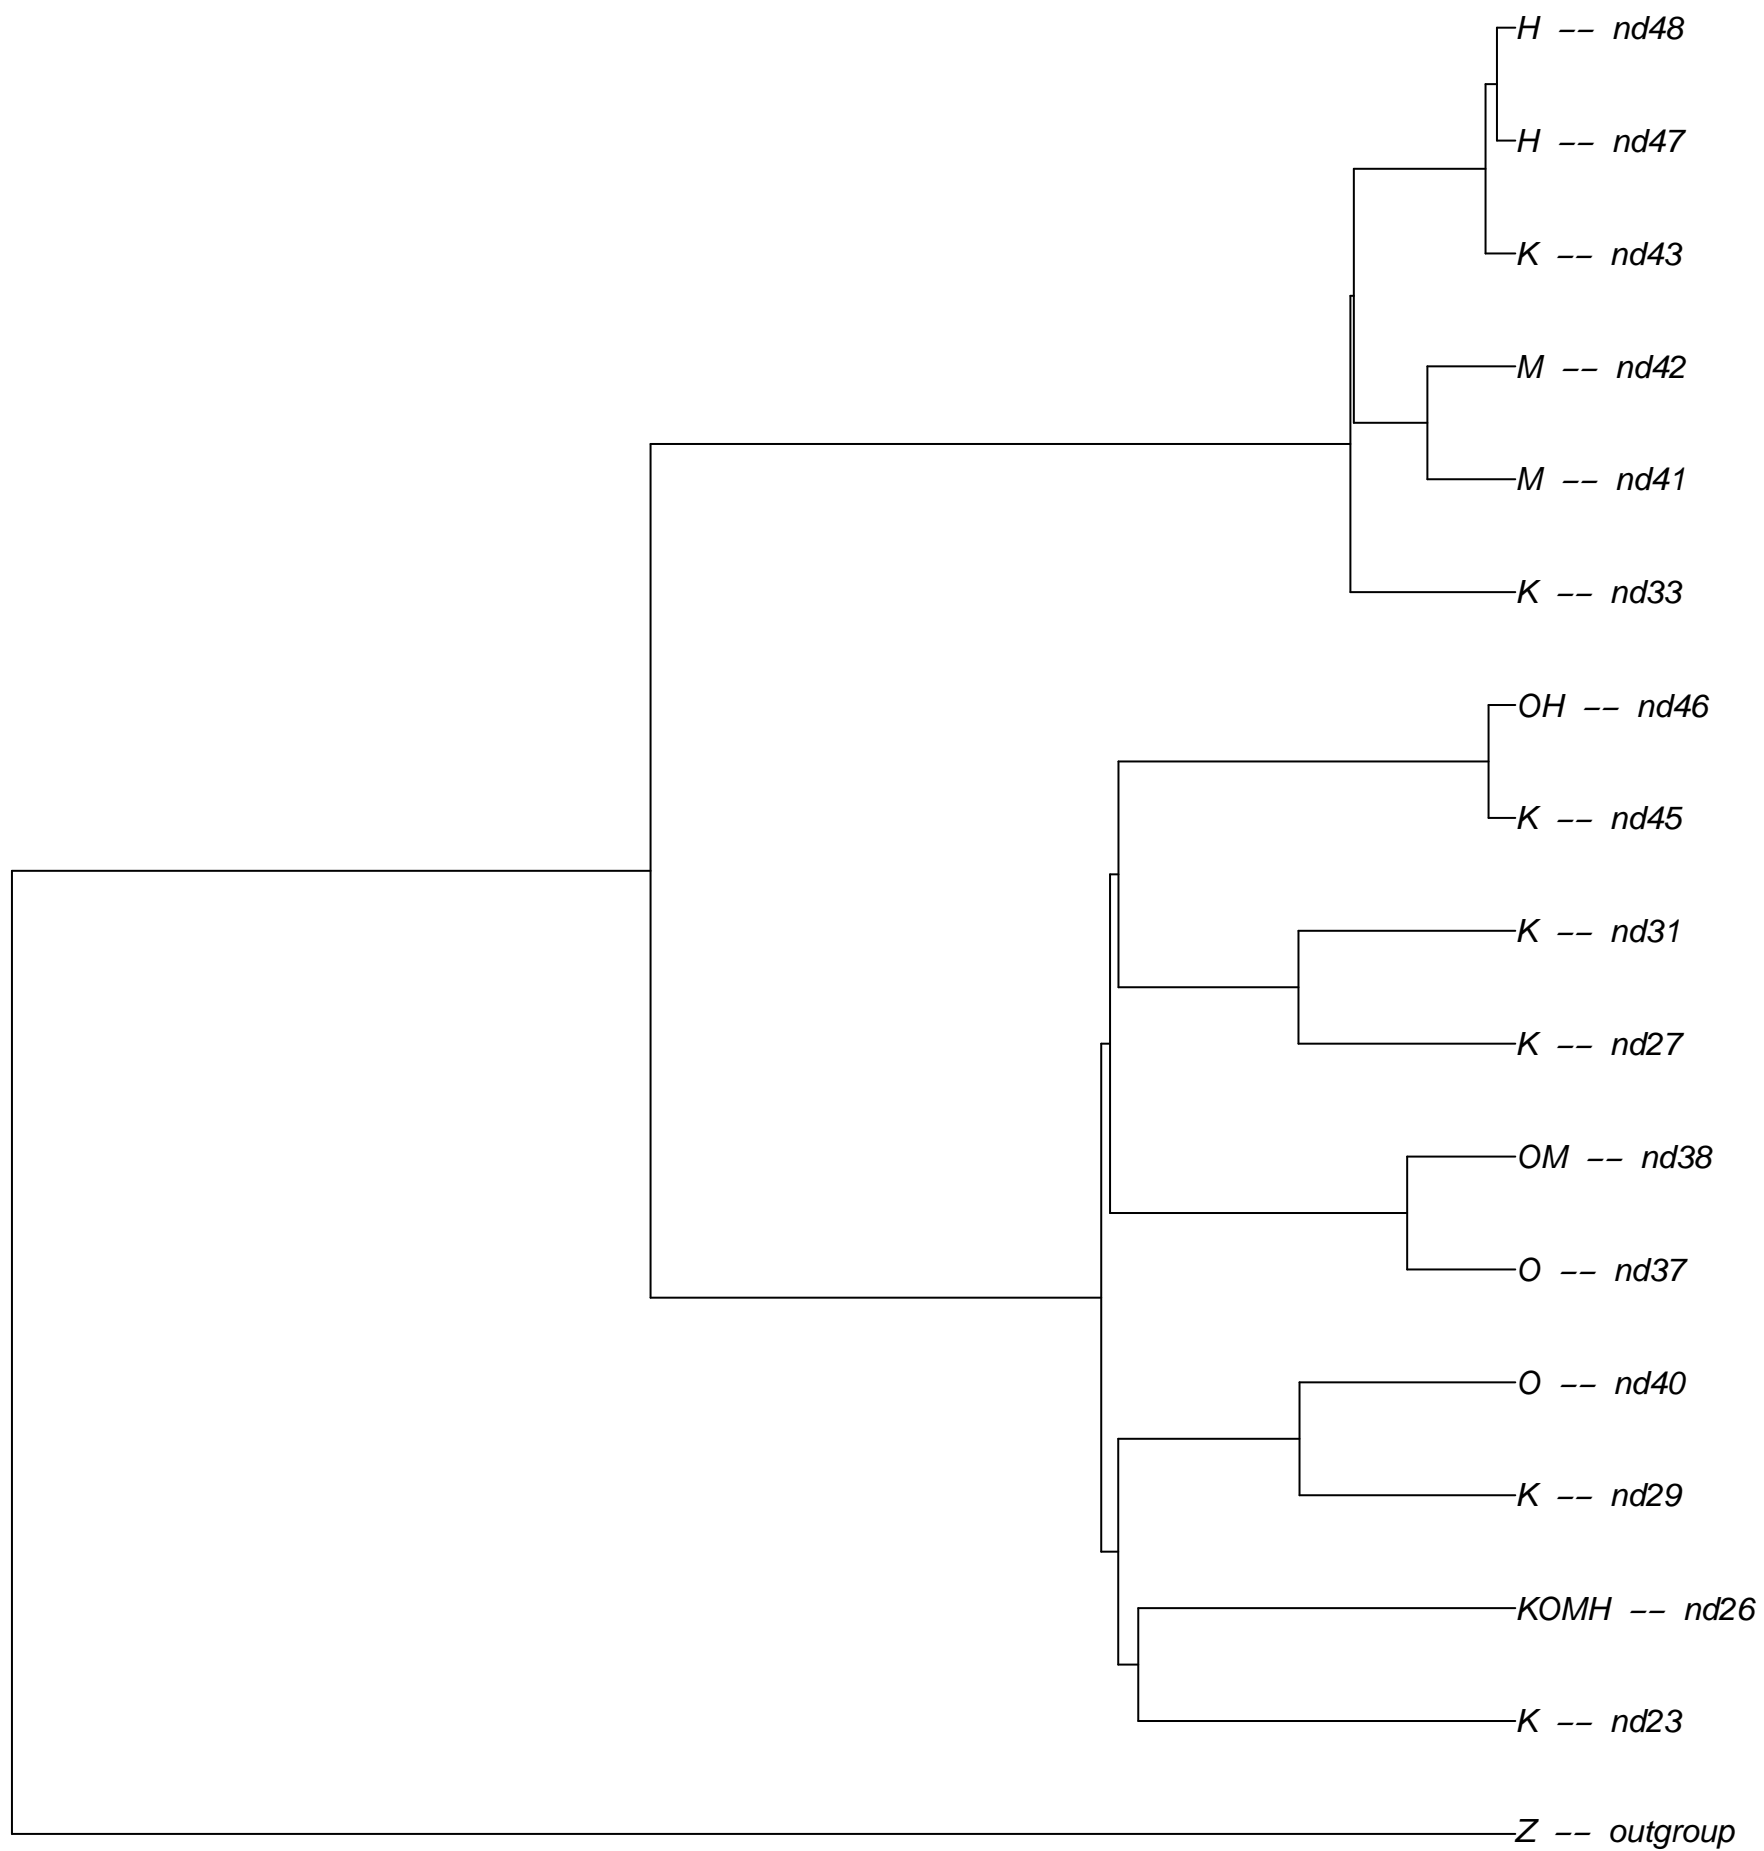 H -- nd48
H -- nd47
K -- nd43
M -- nd42
M -- nd41
K -- nd33
OH -- nd46
K -- nd45
K -- nd31
K -- nd27
OM -- nd38
O -- nd37
O -- nd40
K -- nd29
KOMH -- nd26
K -- nd23
Z -- outgroup